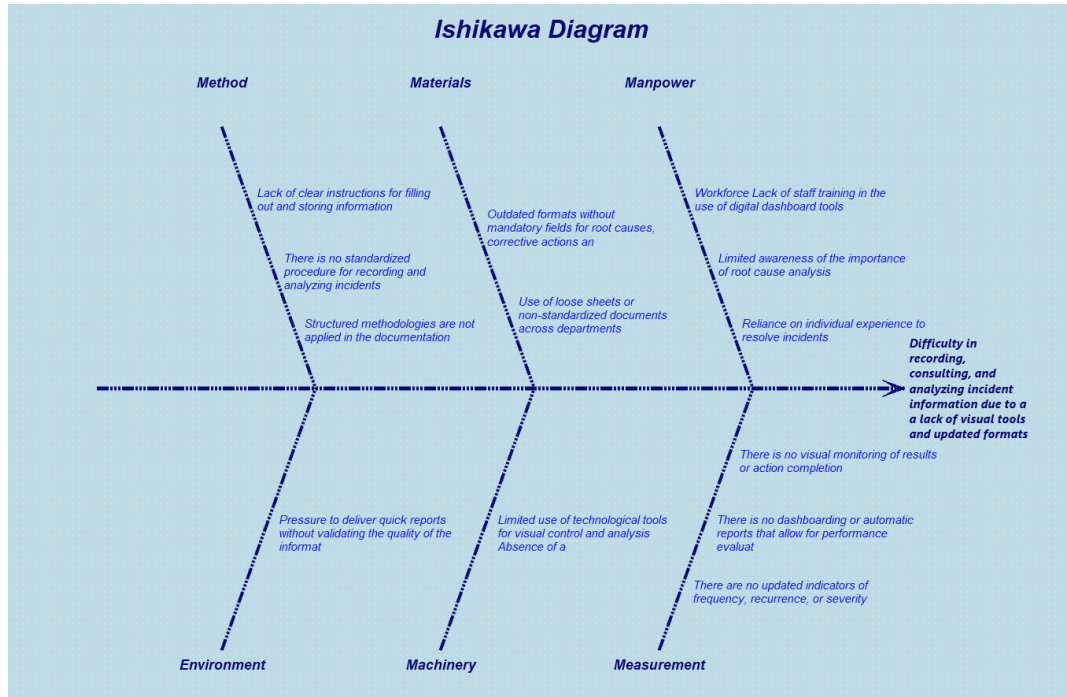 Ishikawa Diagram
Method
Materials
Manpower
Lack of clear instructions for filling
out and storing information
There is no standardized
procedure for recording and
analyzing incidents
Structured methodologies are not
applied in the documentation
Outdated formats without
mandatory fields for root causes,
corrective actions an
Use of loose sheets or
non-standardized documents
across departments
Workforce Lack of staff training in the
use of digital dashboard tools
Limited awareness of the importance
of root cause analysis
Reliance on individual experience to
resolve incidents
Difficulty in
recording,
consulting, and
analyzing incident
information due to a
a lack of visual tools
and updated formats
Pressure to deliver quick reports
without validating the quality of the
informat
Limited use of technological tools
for visual control and analysis
Absence of a
There is no visual monitoring of results
or action completion
There is no dashboarding or automatic
reports that allow for performance
evaluat
There are no updated indicators of
frequency, recurrence, or severity
Environment
Machinery
Measurement